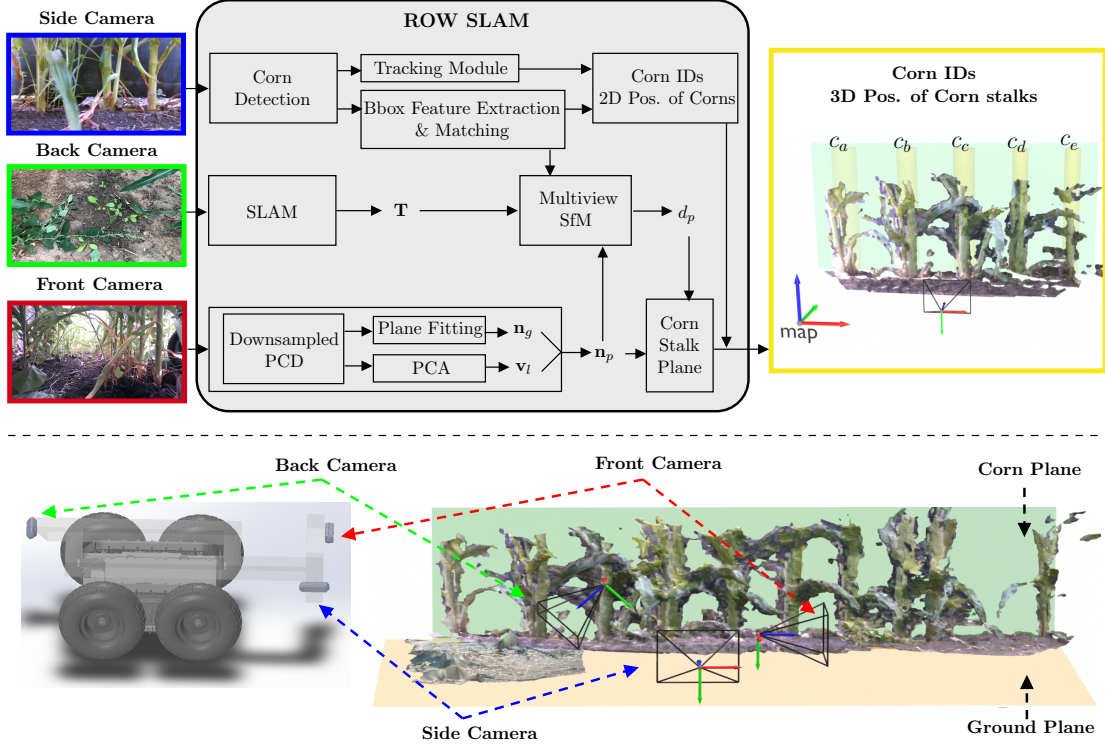 Side Camera
ROW SLAM
Corn
Detection
Tracking Module
Bbox Feature Extraction
& Matching
Corn IDs
2D Pos. of Corns
Back Camera
SLAM
T
Multiview
SfM
d_p
Front Camera
Downsampled
PCD
Plane Fitting
n_g
PCA
v_l
n_p
Corn
Stalk
Plane
Corn IDs
3D Pos. of Corn stalks
c_a c_b c_c c_d c_e
map
Back Camera
Front Camera
Corn Plane
Side Camera
Ground Plane